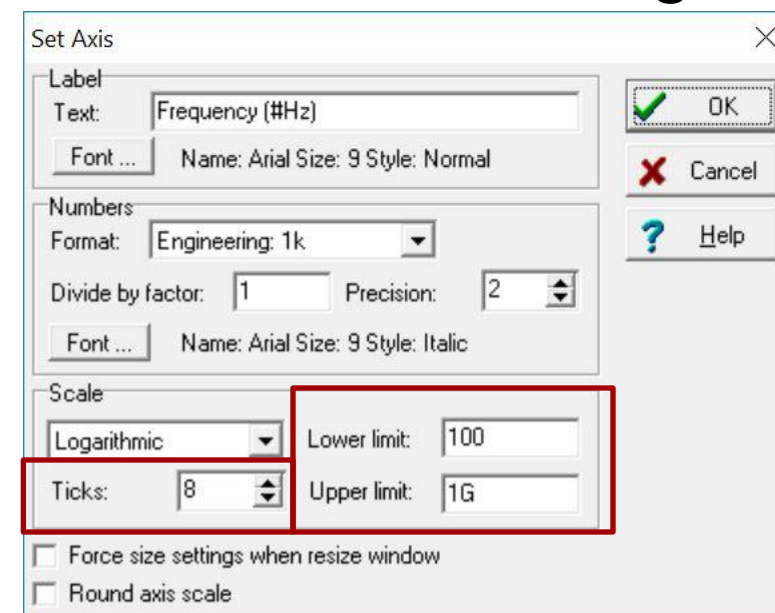 Set Axis
Label
Text: Frequency (#Hz)
Font ... Name: Arial Size: 9 Style: Normal
Numbers
Format: Engineering: 1k
Divide by factor: 1 Precision: 2
Font ... Name: Arial Size: 9 Style: Italic
Scale
Logarithmic Lower limit: 100
Ticks: 8 Upper limit: 1G
Force size settings when resize window
Round axis scale
OK
Cancel
Help